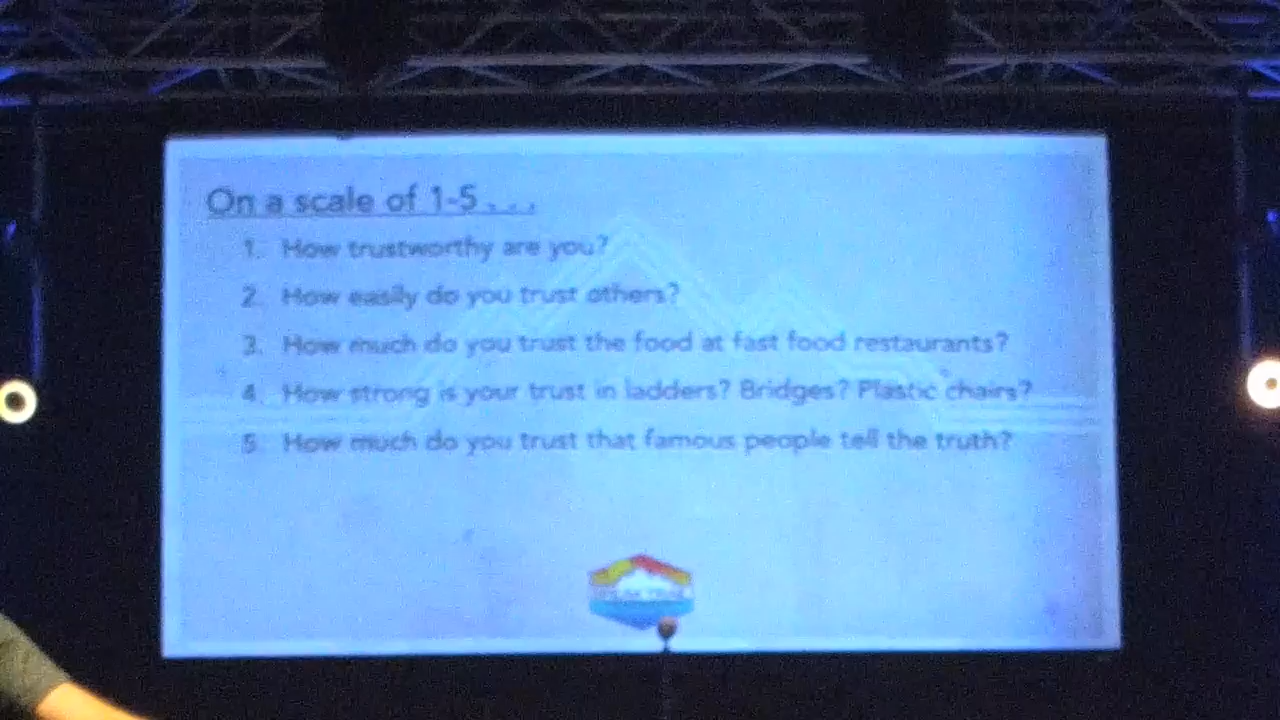 On a scale of 1-5 . . .
1. How trustworthy are you?
2. How easily do you trust others?
3. How much do you trust the food at fast food restaurants?
4. How strong is your trust in ladders? Bridges? Plastic chairs?
5. How much do you trust that famous people tell the truth?